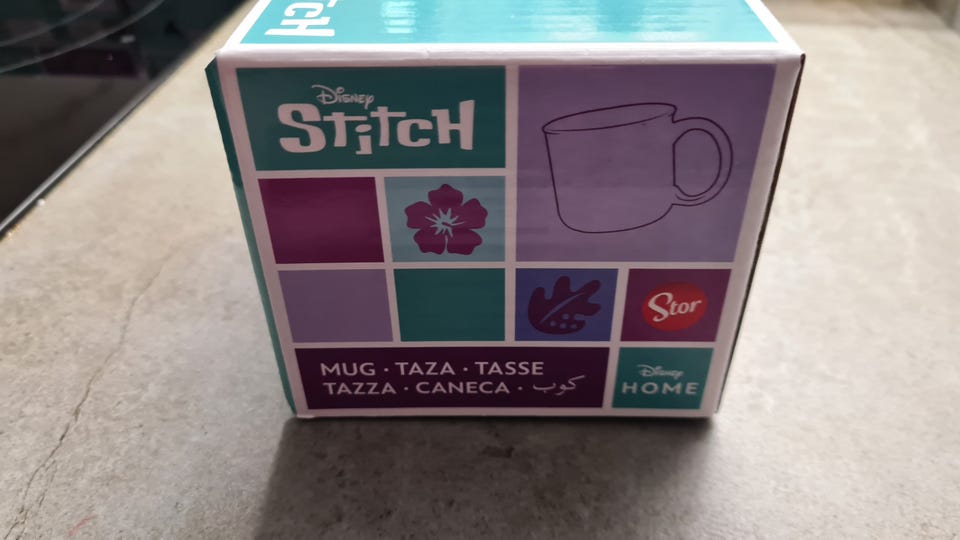 Disney
Stitch
Stor
MUG · TAZA · TASSE
TAZZA · CANECA · كوب
Disney
HOME